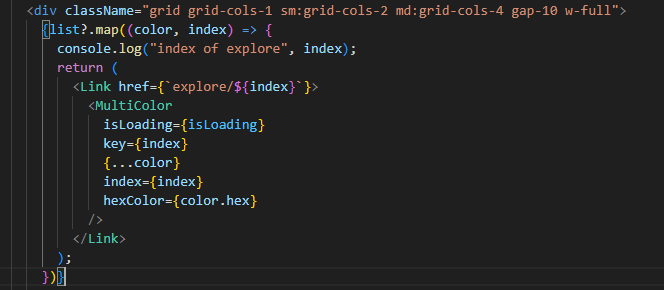 <div className="grid grid-cols-1 sm:grid-cols-2 md:grid-cols-4 gap-10 w-full">
{list?.map((color, index) => {
console.log("index of explore", index);
return (
<Link href={`explore/${index}`}>
<MultiColor
isLoading={isLoading}
key={index}
{...color}
index={index}
hexColor={color.hex}
/>
</Link>
);
})}